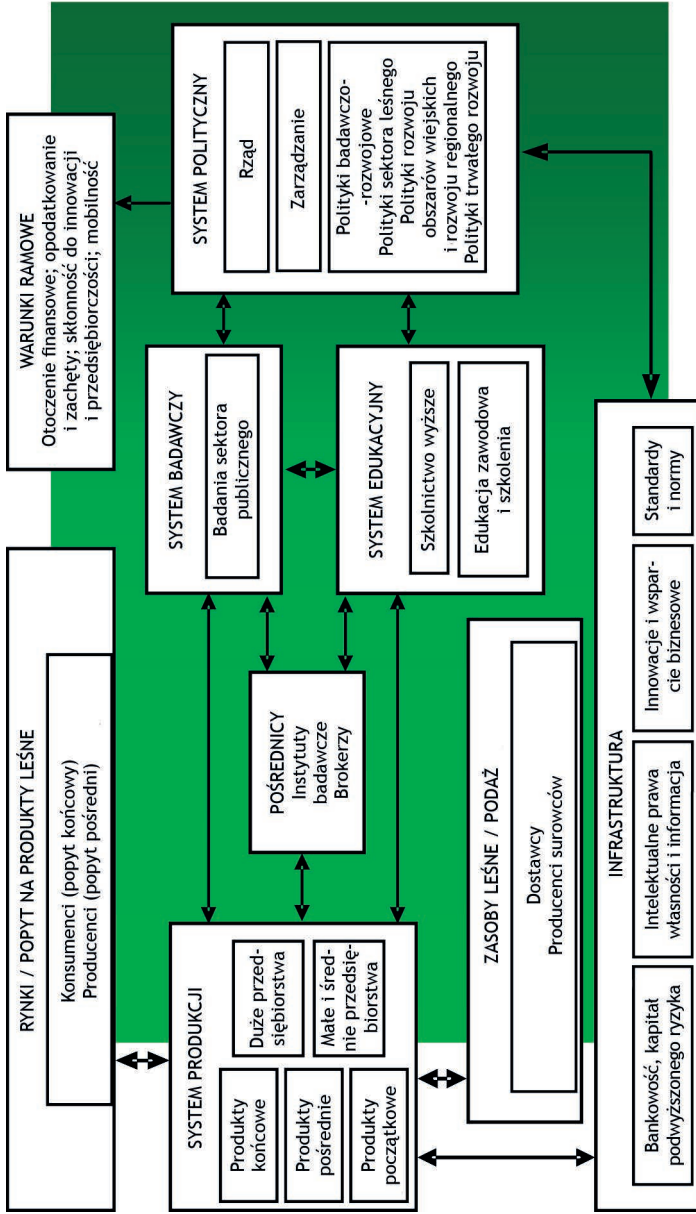 RYNKI / POPYT NA PRODUKTY LEŚNE
Konsumenci (popyt końcowy)
Producenci (popyt pośredni)
WARUNKI RAMOWE
Otoczenie finansowe; opodatkowanie
i zachęty; skłonność do innowacji
i przedsiębiorczości; mobilność
SYSTEM PRODUKCJI
Produkty
końcowe
Produkty
pośrednie
Produkty
początkowe
Duże przed-
siębiorstwa
Małe i śred-
nie przedsię-
biorstwa
POŚREDNICY
Instytuty
badawcze
Brokerzy
SYSTEM BADAWCZY
Badania sektora
publicznego
SYSTEM EDUKACYJNY
Szkolnictwo wyższe
Edukacja zawodowa
i szkolenia
SYSTEM POLITYCZNY
Rząd
Zarządzanie
Polityki badawczo-
-rozwojowe
Polityki sektora leśnego
Polityki rozwoju
obszarów wiejskich
i rozwoju regionalnego
Polityki trwałego rozwoju
ZASOBY LEŚNE / PODAŻ
Dostawcy
Producenci surowców
INFRASTRUKTURA
Bankowość, kapitał
podwyższonego ryzyka
Intelektualne prawa
własności i informacja
Innowacje i wspar-
cie biznesowe
Standardy
i normy